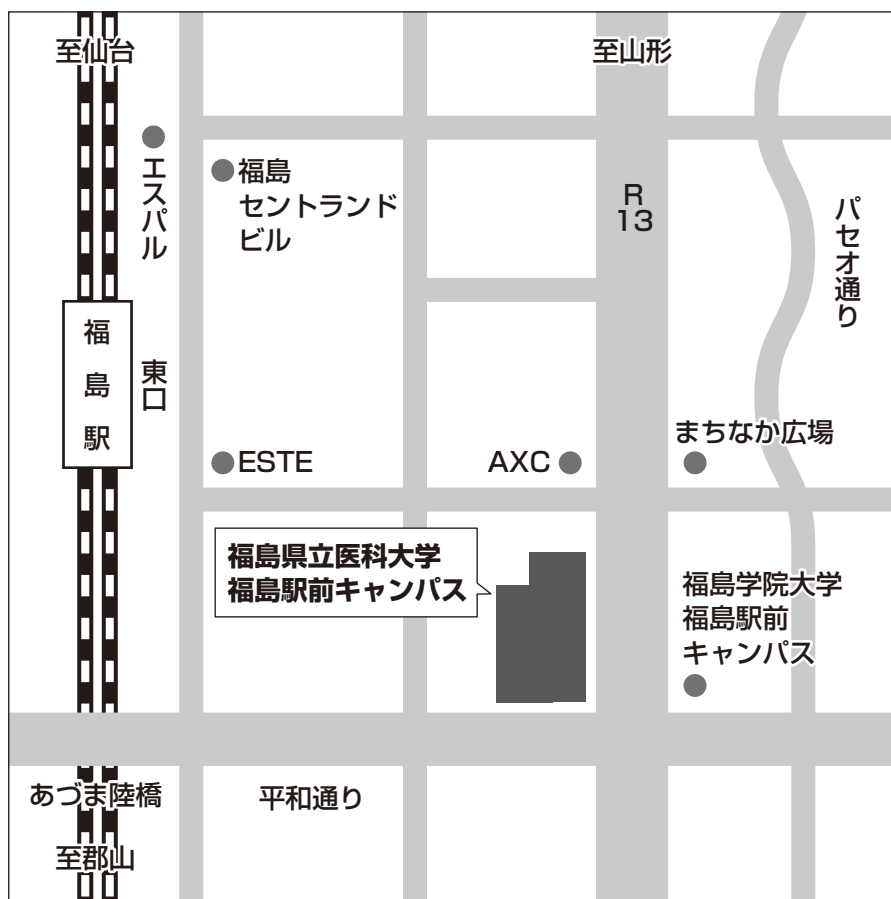 至仙台
至山形
エスパル
福島
セントランド
ビル
R
13
パセオ通り
福島駅
東口
まちなか広場
ESTE
AXC
福島県立医科大学
福島駅前キャンパス
福島学院大学
福島駅前
キャンパス
あづま陸橋
平和通り
至郡山